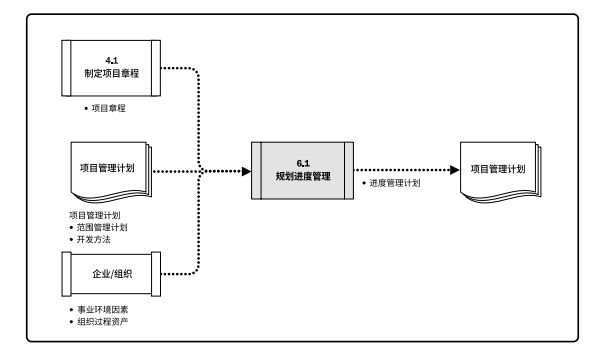 4.1
制定项目章程
• 项目章程
项目管理计划
项目管理计划
• 范围管理计划
• 开发方法
企业/组织
• 事业环境因素
• 组织过程资产
6.1
规划进度管理
• 进度管理计划
项目管理计划